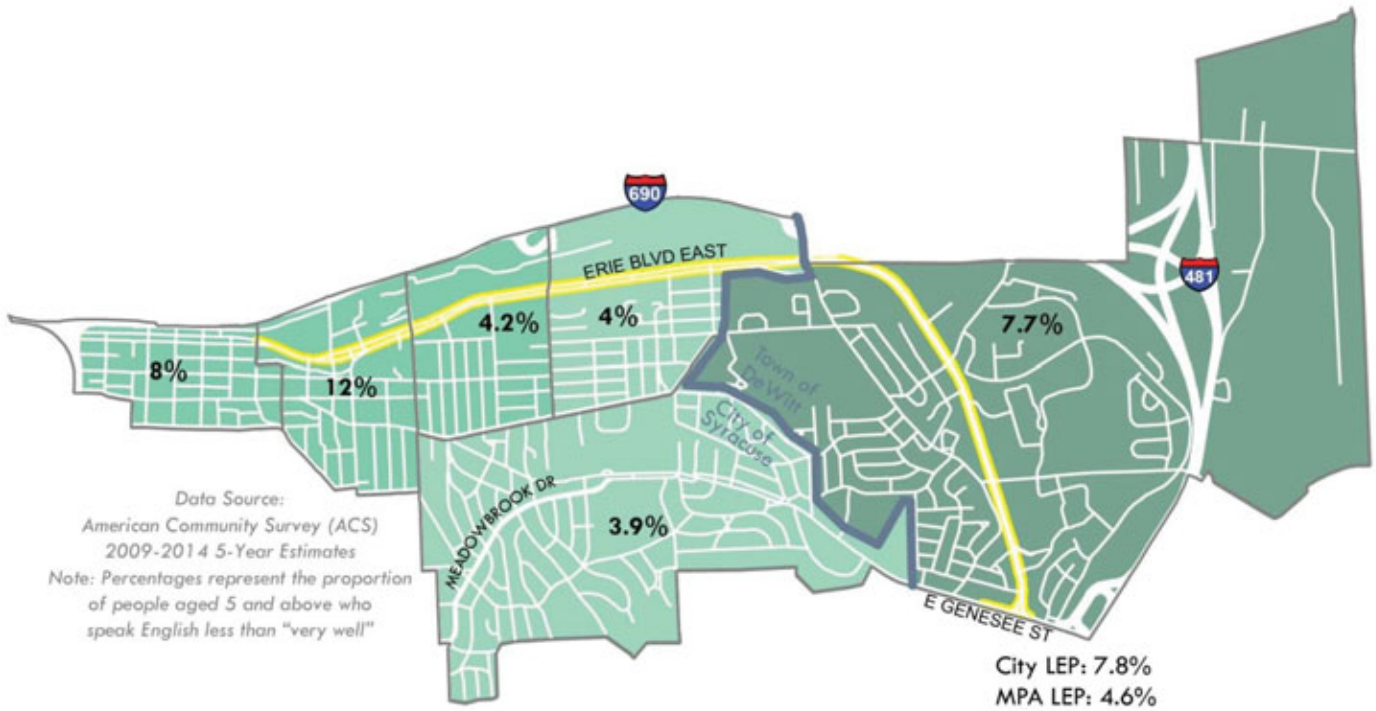 690
ERIE BLVD EAST
481
4.2%
4%
7.7%
8%
12%
Town of
DeWitt
City of
Syracuse
MEADOWBROOK DR
3.9%
Data Source:
American Community Survey (ACS)
2009-2014 5-Year Estimates
Note: Percentages represent the proportion
of people aged 5 and above who
speak English less than “very well”
E GENESEE ST
City LEP: 7.8%
MPA LEP: 4.6%